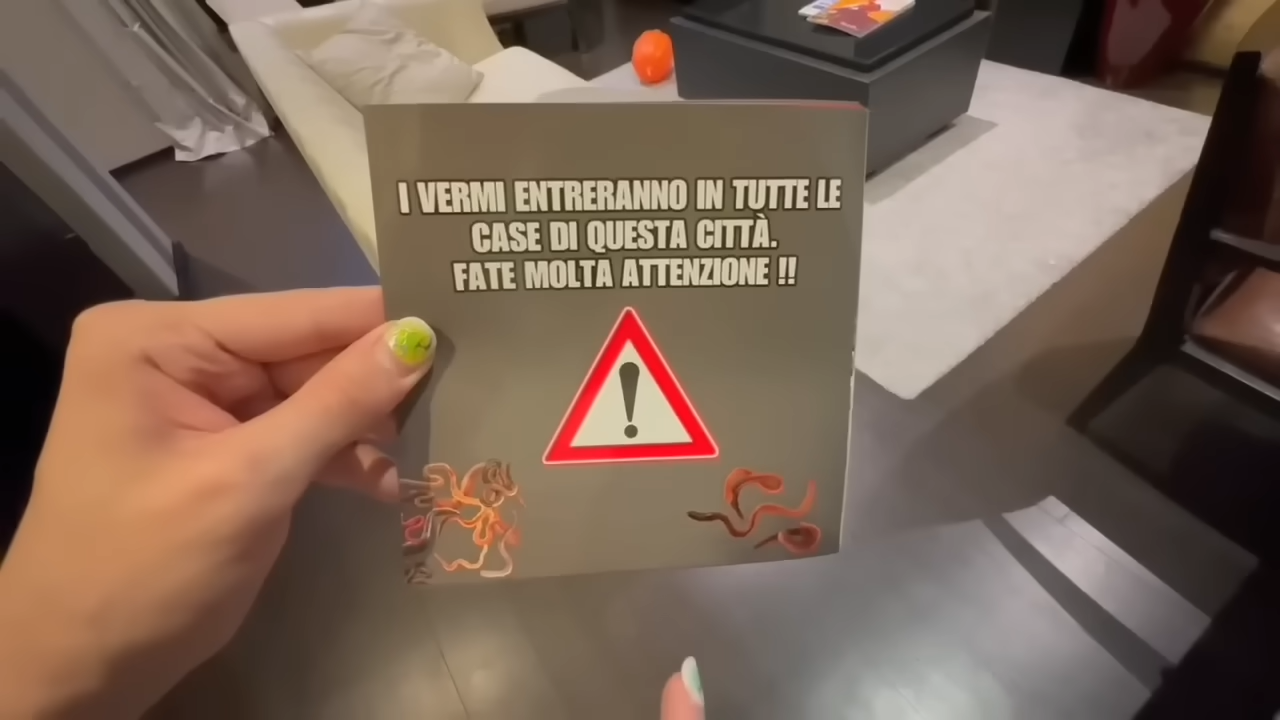 I VERMI ENTRERANNO IN TUTTE LE
CASE DI QUESTA CITTÀ.
FATE MOLTA ATTENZIONE !!